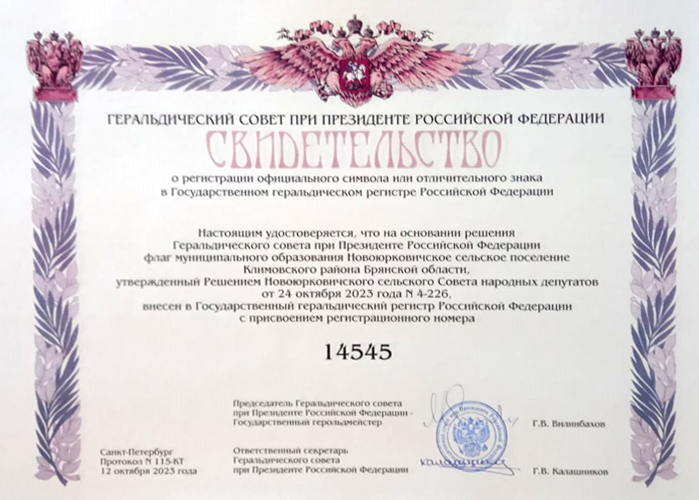 ГЕРАЛЬДИЧЕСКИЙ СОВЕТ ПРИ ПРЕЗИДЕНТЕ РОССИЙСКОЙ ФЕДЕРАЦИИ
СВИДЕТЕЛЬСТВО
о регистрации официального символа или отличительного знака
в Государственном геральдическом регистре Российской Федерации
Настоящим удостоверяется, что на основании решения
Геральдического совета при Президенте Российской Федерации
флаг муниципального образования Новоюрковичское сельское поселение
Климовского района Брянской области,
утвержденный Решением Новоюрковичского сельского Совета народных депутатов
от 24 октября 2023 года N 4-226,
внесен в Государственный геральдический регистр Российской Федерации
с присвоением регистрационного номера
14545
Председатель Геральдического совета
при Президенте Российской Федерации -
Государственный герольдмейстер
Г.В. Вилинбахов
Санкт-Петербург
Протокол N 115-КТ
12 октября 2023 года
Ответственный секретарь
Геральдического совета
при Президенте Российской Федерации
Г.В. Калашников